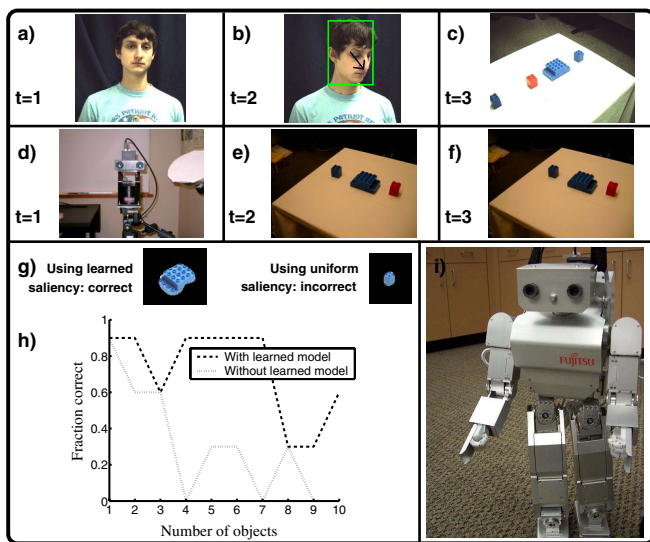 a)
t=1
b)
t=2
c)
t=3
d)
t=1
e)
t=2
f)
t=3
g)
Using learned
saliency: correct
Using uniform
saliency: incorrect
h)
1
0.8
0.6
0.4
0.2
0
Fraction correct
With learned model
Without learned model
1 2 3 4 5 6 7 8 9 10
Number of objects
i)
FUJITSU